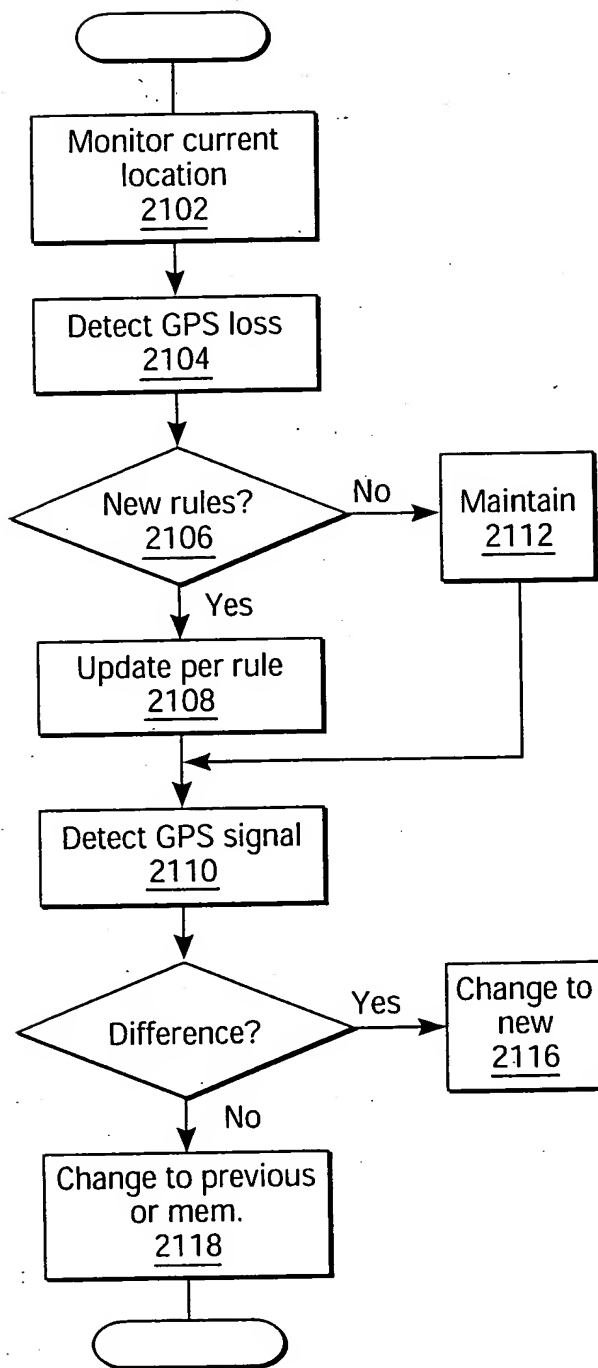 Monitor current
location
2102
Detect GPS loss
2104
New rules?
2106
No
Maintain
2112
Yes
Update per rule
2108
Detect GPS signal
2110
Difference?
Yes
Change to
new
2116
No
Change to previous
or mem.
2118